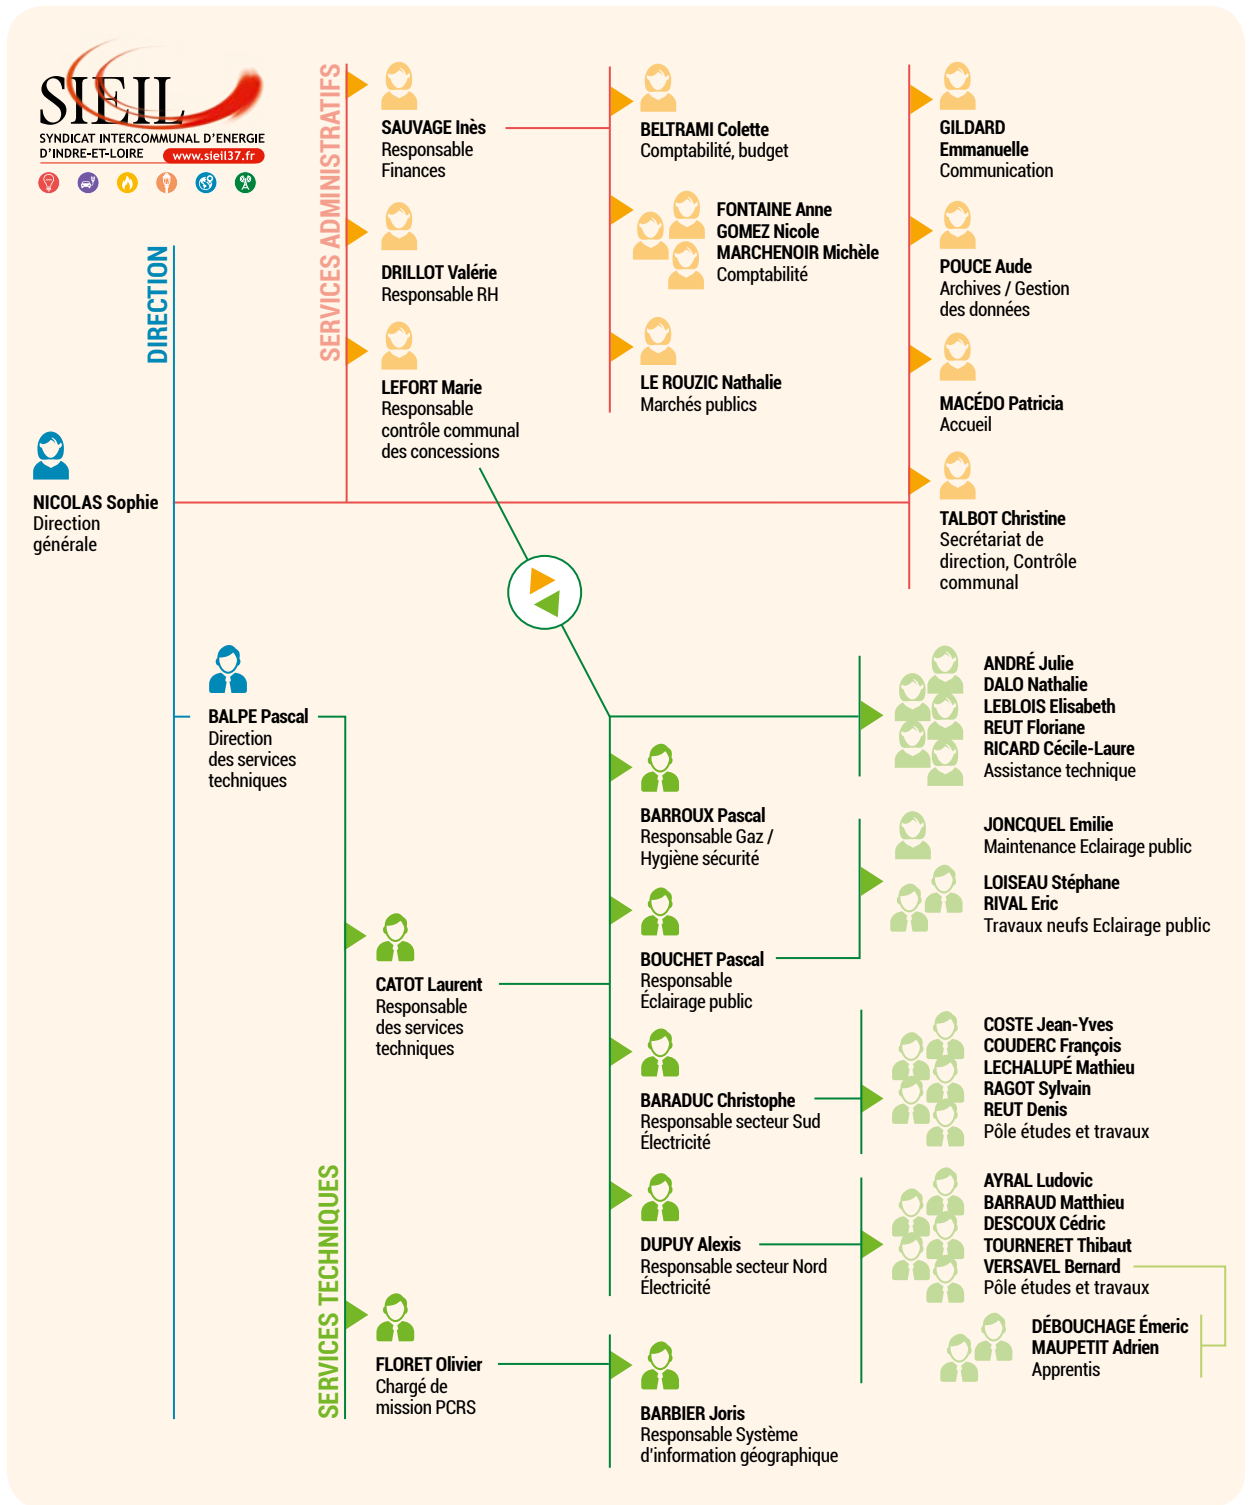 SIEIL
SYNDICAT INTERCOMMUNAL D'ENERGIE
D'INDRE-ET-LOIRE
www.sieil37.fr
DIRECTION
NICOLAS Sophie
Direction
générale
BALPE Pascal
Direction
des services
techniques
SERVICES ADMINISTRATIFS
SAUVAGE Inès
Responsable
Finances
DRILLOT Valérie
Responsable RH
LEFORT Marie
Responsable
contrôle communal
des concessions
BELTRAMI Colette
Comptabilité, budget
FONTAINE Anne
GOMEZ Nicole
MARCHENOIR Michèle
Comptabilité
LE ROUZIC Nathalie
Marchés publics
GILDARD
Emmanuelle
Communication
POUCE Aude
Archives / Gestion
des données
MACÉDO Patricia
Accueil
TALBOT Christine
Secrétariat de
direction, Contrôle
communal
SERVICES TECHNIQUES
CATOT Laurent
Responsable
des services
techniques
FLORET Olivier
Chargé de
mission PCRS
BARROUX Pascal
Responsable Gaz /
Hygiène sécurité
BOUCHET Pascal
Responsable
Éclairage public
BARADUC Christophe
Responsable secteur Sud
Électricité
DUPUY Alexis
Responsable secteur Nord
Électricité
BARBIER Joris
Responsable Système
d'information géographique
ANDRÉ Julie
DALO Nathalie
LEBLOIS Elisabeth
REUT Floriane
RICARD Cécile-Laure
Assistance technique
JONCQUEL Emilie
Maintenance Eclairage public
LOISEAU Stéphane
RIVAL Eric
Travaux neufs Eclairage public
COSTE Jean-Yves
COUDERC François
LECHALUPÉ Mathieu
RAGOT Sylvain
REUT Denis
Pôle études et travaux
AYRAL Ludovic
BARRAUD Matthieu
DESCOUX Cédric
TOURNERET Thibaut
VERSAVEL Bernard
Pôle études et travaux
DÉBOUCHAGE Émeric
MAUPETIT Adrien
Apprentis